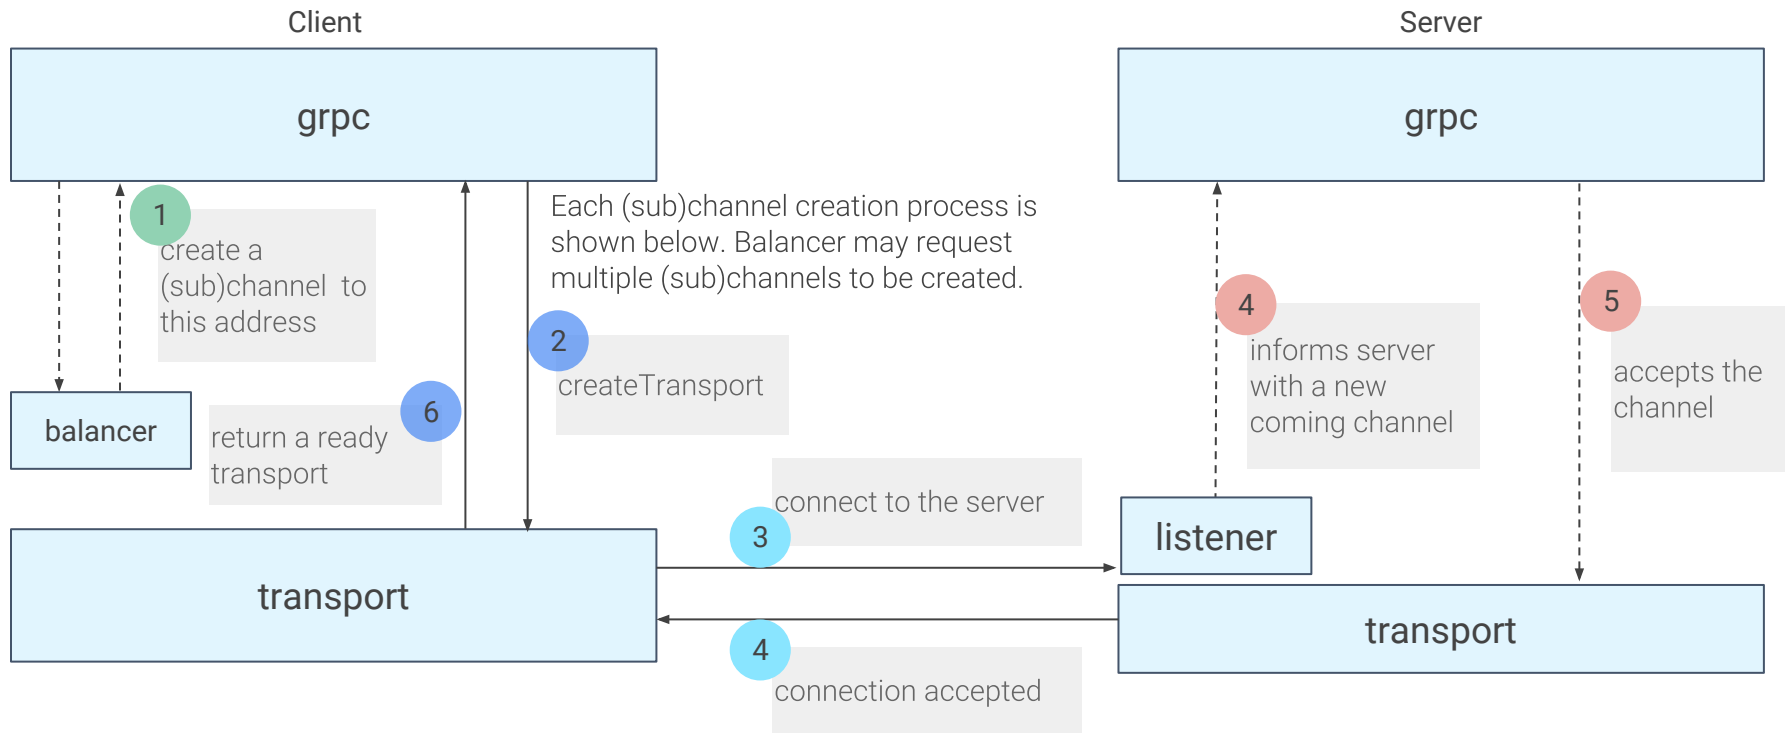 Client
Server
grpc
grpc
1
create a
(sub)channel to
this address
Each (sub)channel creation process is
shown below. Balancer may request
multiple (sub)channels to be created.
4
informs server
with a new
coming channel
5
accepts the
channel
2
createTransport
balancer
6
return a ready
transport
connect to the server
3
listener
transport
transport
4
connection accepted